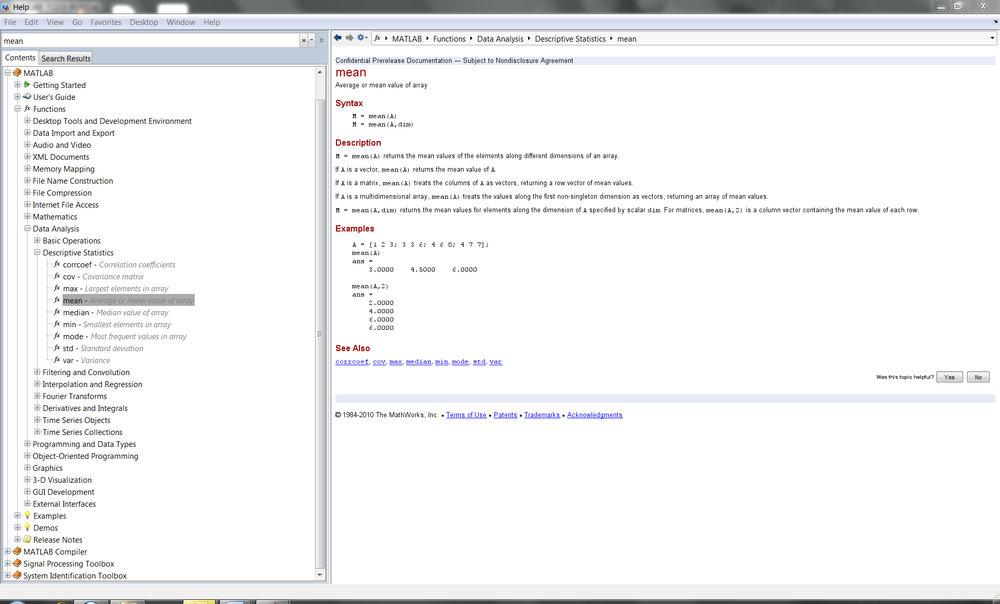 Help
File Edit View Go Favorites Desktop Window Help
mean
Contents Search Results
MATLAB
Getting Started
User's Guide
fx Functions
Desktop Tools and Development Environment
Data Import and Export
Audio and Video
XML Documents
Memory Mapping
File Name Construction
File Compression
Internet File Access
Mathematics
Data Analysis
Basic Operations
Descriptive Statistics
fx corrcoef - Correlation coefficients
fx cov - Covariance matrix
fx max - Largest elements in array
fx mean - Average or mean value of array
fx median - Median value of array
fx min - Smallest elements in array
fx mode - Most frequent values in array
fx std - Standard deviation
fx var - Variance
Filtering and Convolution
Interpolation and Regression
Fourier Transforms
Derivatives and Integrals
Time Series Objects
Time Series Collections
Programming and Data Types
Object-Oriented Programming
Graphics
3-D Visualization
GUI Development
External Interfaces
Examples
Demos
Release Notes
MATLAB Compiler
Signal Processing Toolbox
System Identification Toolbox
fx ▸ MATLAB ▸ Functions ▸ Data Analysis ▸ Descriptive Statistics ▸ mean
Confidential Prerelease Documentation — Subject to Nondisclosure Agreement
mean
Average or mean value of array
Syntax
M = mean(A)
M = mean(A,dim)
Description
M = mean(A) returns the mean values of the elements along different dimensions of an array.
If A is a vector, mean(A) returns the mean value of A.
If A is a matrix, mean(A) treats the columns of A as vectors, returning a row vector of mean values.
If A is a multidimensional array, mean(A) treats the values along the first non-singleton dimension as vectors, returning an array of mean values.
M = mean(A,dim) returns the mean values for elements along the dimension of A specified by scalar dim. For matrices, mean(A,2) is a column vector containing the mean value of each row.
Examples
A = [1 2 3; 3 3 6; 4 6 8; 4 7 7];
mean(A)
ans =
3.0000 4.5000 6.0000
mean(A,2)
ans =
2.0000
4.0000
6.0000
6.0000
See Also
corrcoef, cov, max, median, min, mode, std, var
Was this topic helpful? Yes No
© 1984-2010 The MathWorks, Inc. • Terms of Use • Patents • Trademarks • Acknowledgments